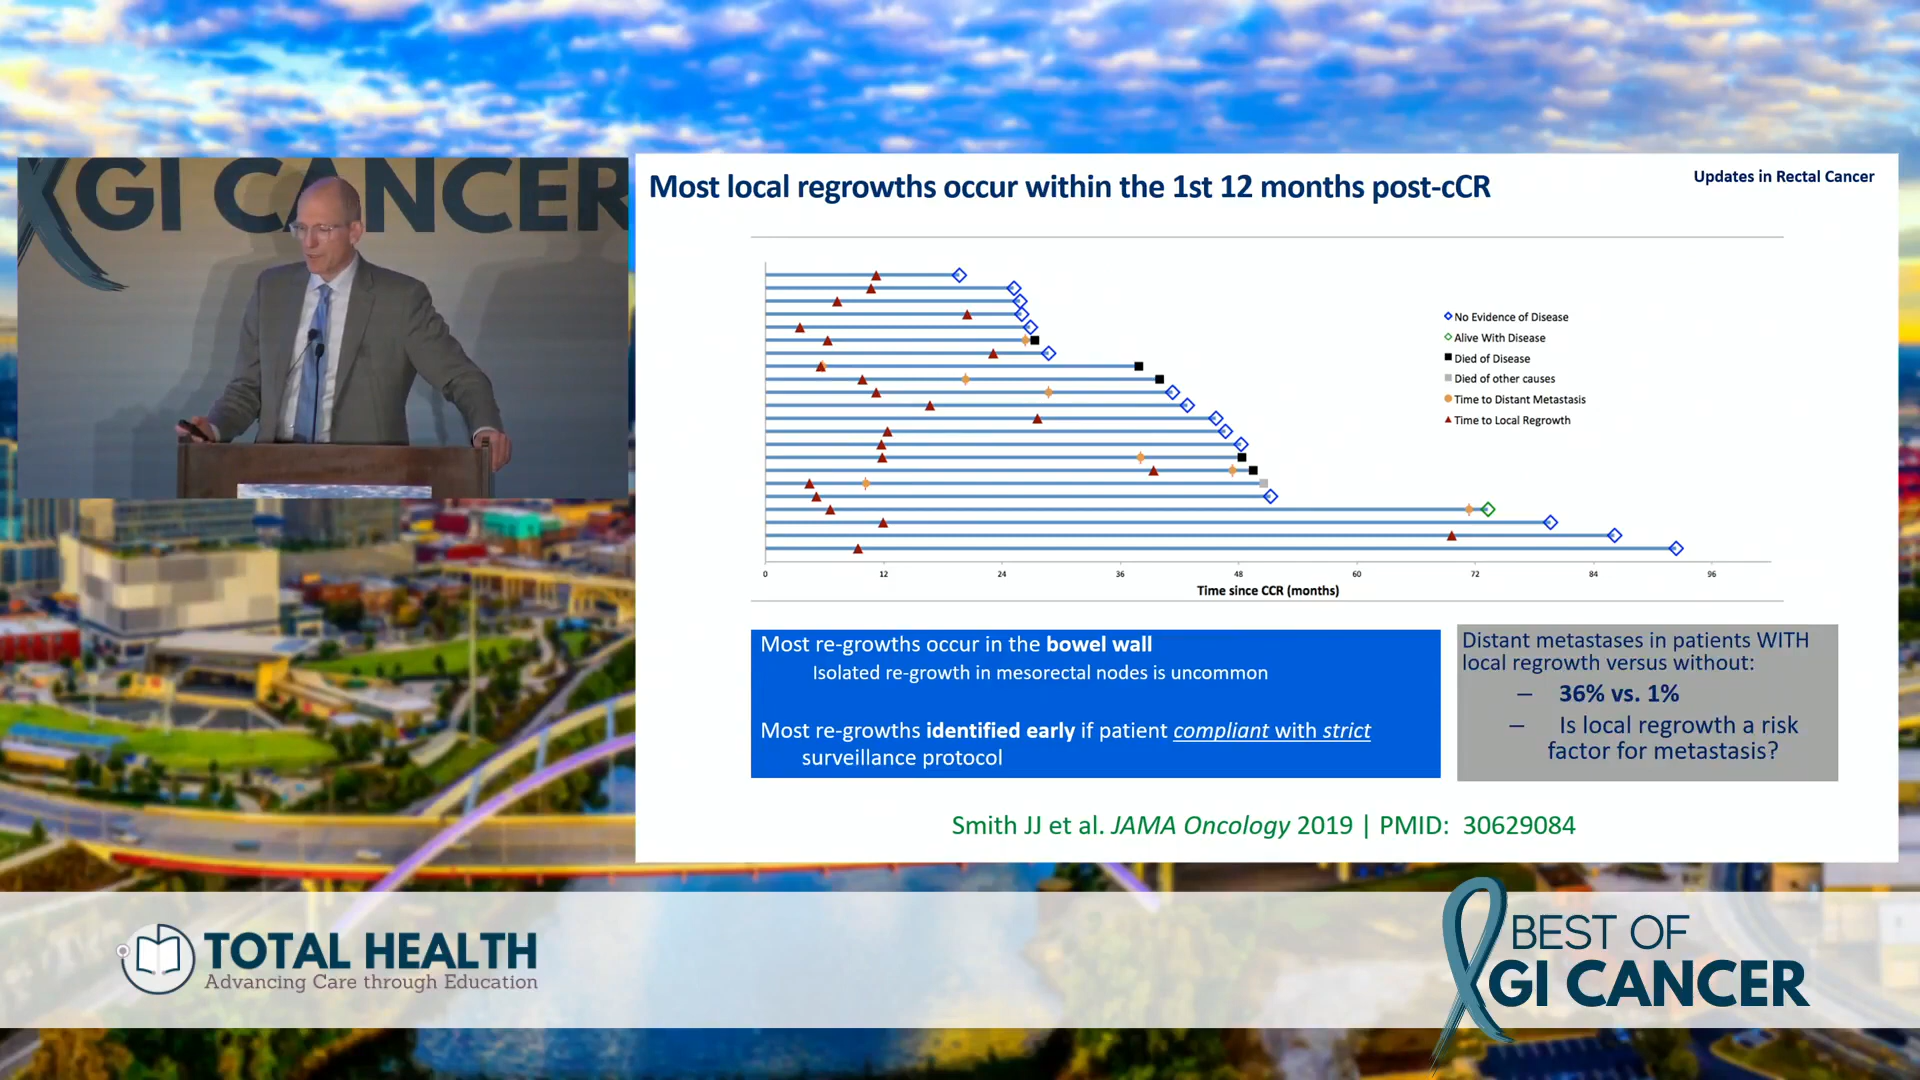 GI CANCER
Most local regrowths occur within the 1st 12 months post-cCR
Updates in Rectal Cancer
No Evidence of Disease
Alive With Disease
Died of Disease
Died of other causes
Time to Distant Metastasis
Time to Local Regrowth
0 12 24 36 48 60 72 84 96
Time since CCR (months)
Most re-growths occur in the bowel wall
Isolated re-growth in mesorectal nodes is uncommon
Most re-growths identified early if patient compliant with strict
surveillance protocol
Distant metastases in patients WITH
local regrowth versus without:
– 36% vs. 1%
– Is local regrowth a risk
factor for metastasis?
Smith JJ et al. JAMA Oncology 2019 | PMID: 30629084
TOTAL HEALTH
Advancing Care through Education
BEST OF
GI CANCER